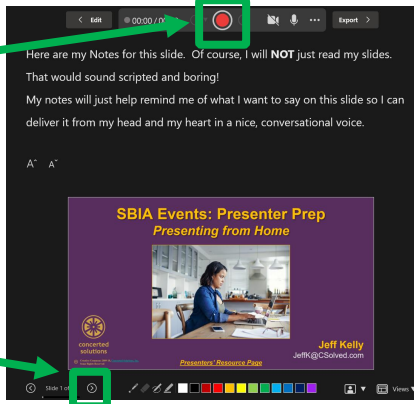 Edit
00:00 / 00
Export
Here are my Notes for this slide. Of course, I will NOT just read my slides.
That would sound scripted and boring!
My notes will just help remind me of what I want to say on this slide so I can
deliver it from my head and my heart in a nice, conversational voice.
A^ A˅
SBIA Events: Presenter Prep
Presenting from Home
concerted
solutions
Jeff Kelly
JeffK@CSolved.com
Presenters' Resource Page
Slide 1 of
Views